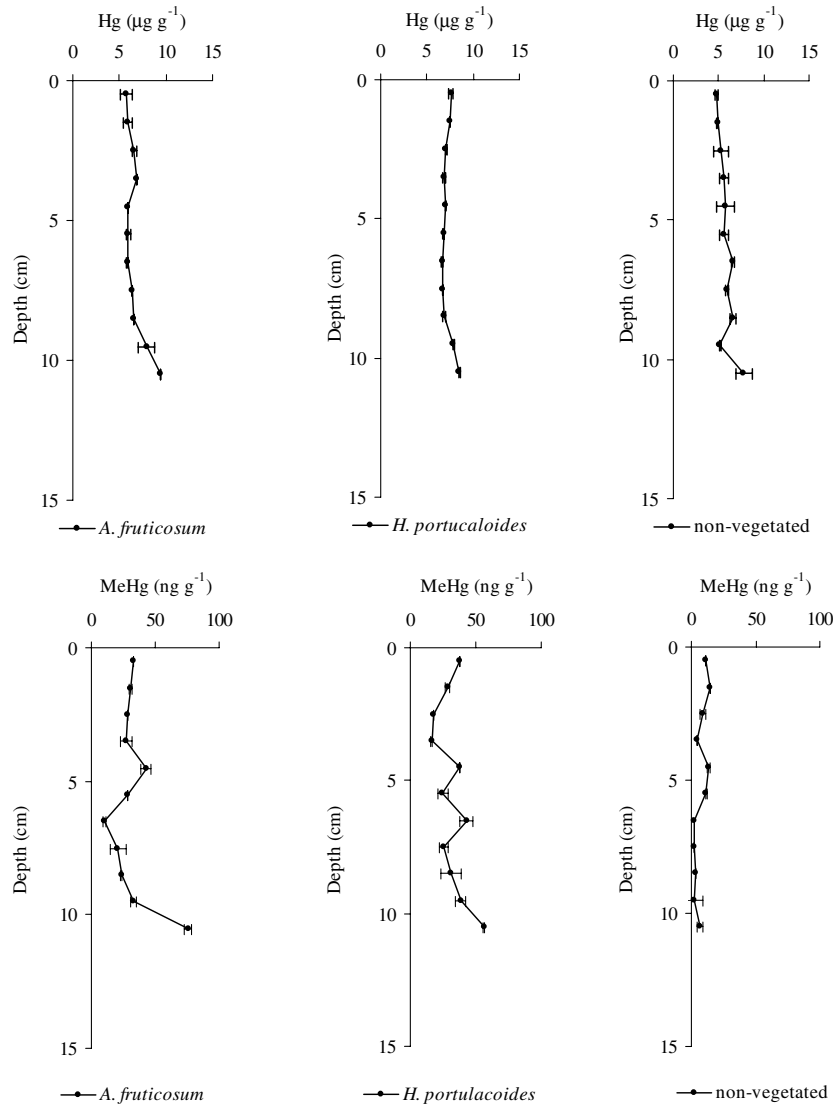 Hg (µg g-1)
Hg (µg g-1)
Hg (µg g-1)
0 5 10 15
0 5 10 15
0 5 10 15
0
5
10
15
Depth (cm)
0
5
10
15
Depth (cm)
0
5
10
15
Depth (cm)
A. fruticosum
H. portucaloides
non-vegetated
MeHg (ng g-1)
MeHg (ng g-1)
MeHg (ng g-1)
0 50 100
0 50 100
0 50 100
0
5
10
15
Depth (cm)
0
5
10
15
Depth (cm)
0
5
10
15
Depth (cm)
A. fruticosum
H. portulacoides
non-vegetated